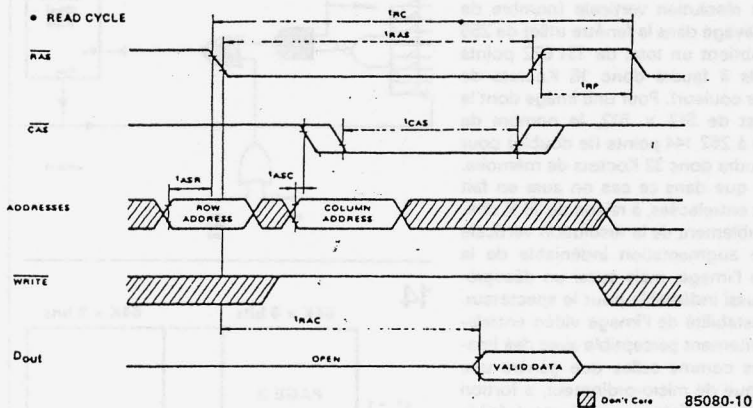 • READ CYCLE
tRC
tRAS
RAS
tRP
CAS
tCAS
tASR
tASC
ADDRESSES
ROW
ADDRESS
COLUMN
ADDRESS
WRITE
tRAC
Dout
OPEN
VALID DATA
Don't Care
85080-10